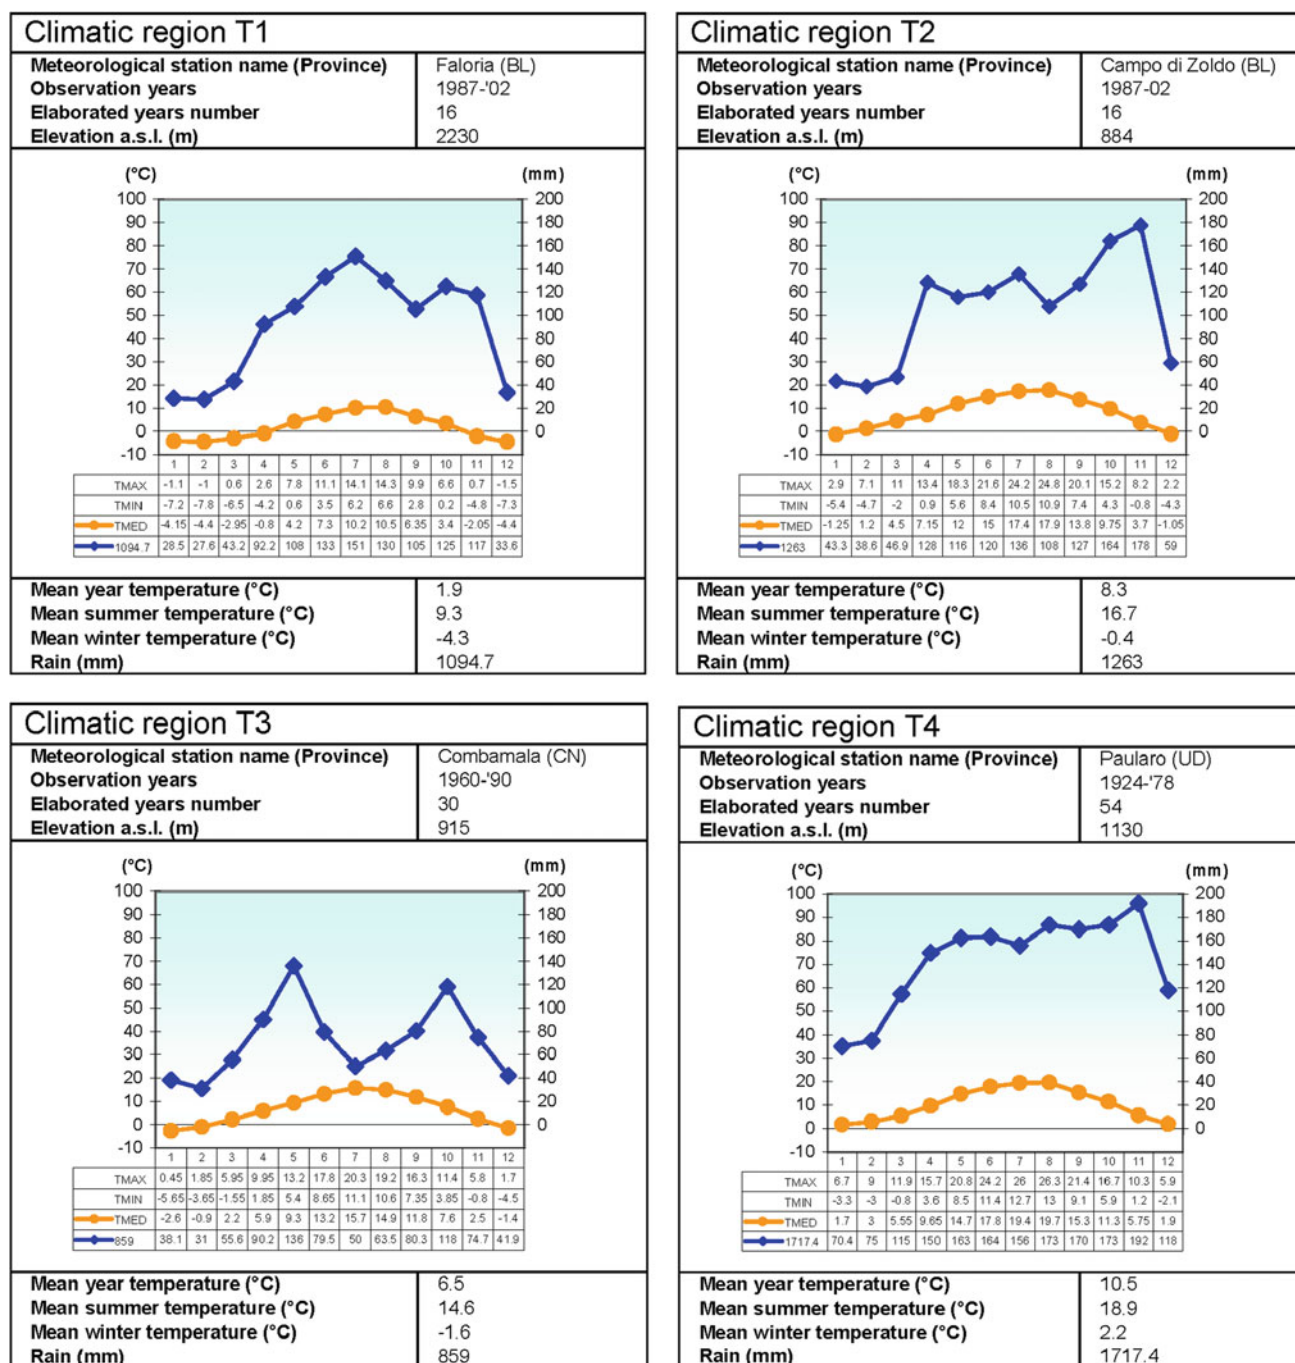 Climatic region T1
Meteorological station name (Province) Faloria (BL)
Observation years 1987-'02
Elaborated years number 16
Elevation a.s.l. (m) 2230
(°C) (mm)
100 200
90 180
80 160
70 140
60 120
50 100
40 80
30 60
20 40
10 20
0 0
-10
1 2 3 4 5 6 7 8 9 10 11 12
TMAX -1.1 -1 0.6 2.6 7.8 11.1 14.1 14.3 9.9 6.6 0.7 -1.5
TMIN -7.2 -7.8 -6.5 -4.2 0.6 3.5 6.2 6.6 2.8 0.2 -4.8 -7.3
TMED -4.15 -4.4 -2.95 -0.8 4.2 7.3 10.2 10.5 6.35 3.4 -2.05 -4.4
1094.7 28.5 27.6 43.2 92.2 108 133 151 130 105 125 117 33.6
Mean year temperature (°C) 1.9
Mean summer temperature (°C) 9.3
Mean winter temperature (°C) -4.3
Rain (mm) 1094.7
Climatic region T2
Meteorological station name (Province) Campo di Zoldo (BL)
Observation years 1987-02
Elaborated years number 16
Elevation a.s.l. (m) 884
(°C) (mm)
100 200
90 180
80 160
70 140
60 120
50 100
40 80
30 60
20 40
10 20
0 0
-10
1 2 3 4 5 6 7 8 9 10 11 12
TMAX 2.9 7.1 11 13.4 18.3 21.6 24.2 24.8 20.1 15.2 8.2 2.2
TMIN -5.4 -4.7 -2 0.9 5.6 8.4 10.5 10.9 7.4 4.3 -0.8 -4.3
TMED -1.25 1.2 4.5 7.15 12 15 17.4 17.9 13.8 9.75 3.7 -1.05
1263 43.3 38.6 46.9 128 116 120 136 108 127 164 178 59
Mean year temperature (°C) 8.3
Mean summer temperature (°C) 16.7
Mean winter temperature (°C) -0.4
Rain (mm) 1263
Climatic region T3
Meteorological station name (Province) Combamala (CN)
Observation years 1960-'90
Elaborated years number 30
Elevation a.s.l. (m) 915
(°C) (mm)
100 200
90 180
80 160
70 140
60 120
50 100
40 80
30 60
20 40
10 20
0 0
-10
1 2 3 4 5 6 7 8 9 10 11 12
TMAX 0.45 1.85 5.95 9.95 13.2 17.8 20.3 19.2 16.3 11.4 5.8 1.7
TMIN -5.65 -3.65 -1.55 1.85 5.4 8.65 11.1 10.6 7.35 3.85 -0.8 -4.5
TMED -2.6 -0.9 2.2 5.9 9.3 13.2 15.7 14.9 11.8 7.6 2.5 -1.4
859 38.1 31 55.6 90.2 136 79.5 50 63.5 80.3 118 74.7 41.9
Mean year temperature (°C) 6.5
Mean summer temperature (°C) 14.6
Mean winter temperature (°C) -1.6
Rain (mm) 859
Climatic region T4
Meteorological station name (Province) Paularo (UD)
Observation years 1924-'78
Elaborated years number 54
Elevation a.s.l. (m) 1130
(°C) (mm)
100 200
90 180
80 160
70 140
60 120
50 100
40 80
30 60
20 40
10 20
0 0
-10
1 2 3 4 5 6 7 8 9 10 11 12
TMAX 6.7 9 11.9 15.7 20.8 24.2 26 26.3 21.4 16.7 10.3 5.9
TMIN -3.3 -3 -0.8 3.6 8.5 11.4 12.7 13 9.1 5.9 1.2 -2.1
TMED 1.7 3 5.55 9.65 14.7 17.8 19.4 19.7 15.3 11.3 5.75 1.9
1717.4 70.4 75 115 150 163 164 156 173 170 173 192 118
Mean year temperature (°C) 10.5
Mean summer temperature (°C) 18.9
Mean winter temperature (°C) 2.2
Rain (mm) 1717.4